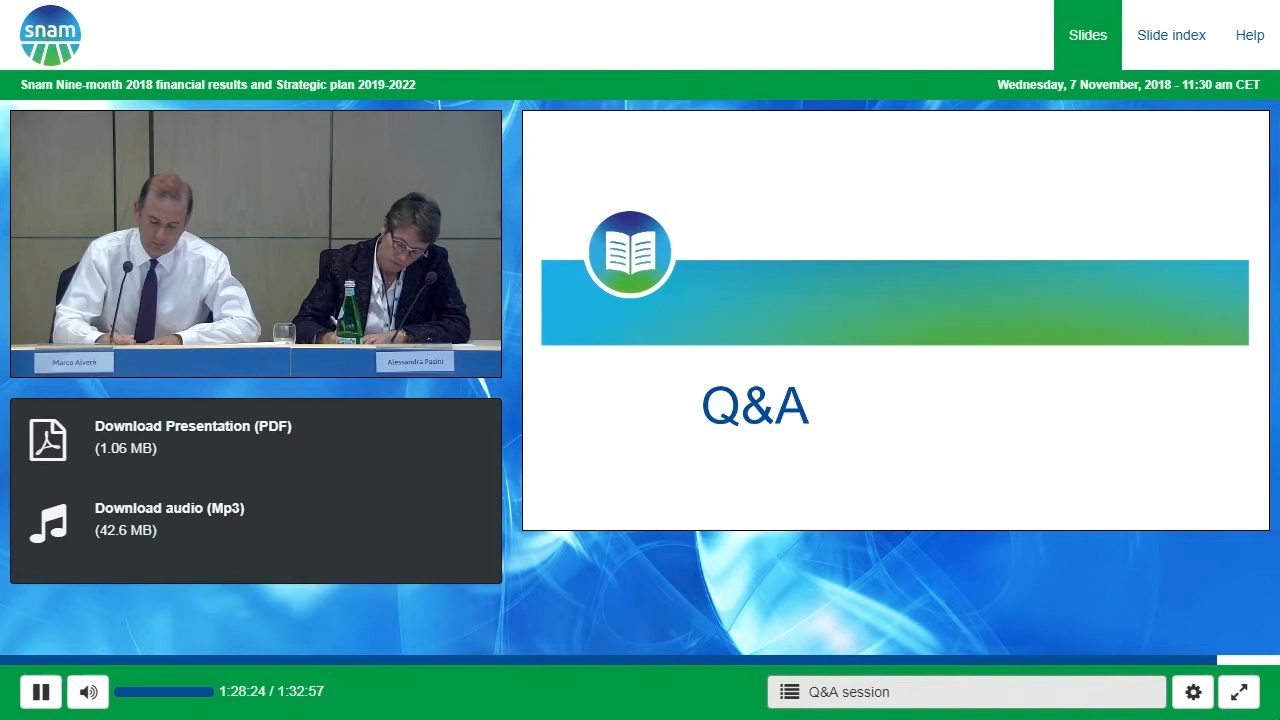 snam
Slides
Slide index
Help
Snam Nine-month 2018 financial results and Strategic plan 2019-2022
Wednesday, 7 November, 2018 - 11:30 am CET
Marco Alverà
Alessandra Pasini
Q&A
Download Presentation (PDF)
(1.06 MB)
Download audio (Mp3)
(42.6 MB)
1:28:24 / 1:32:57
Q&A session